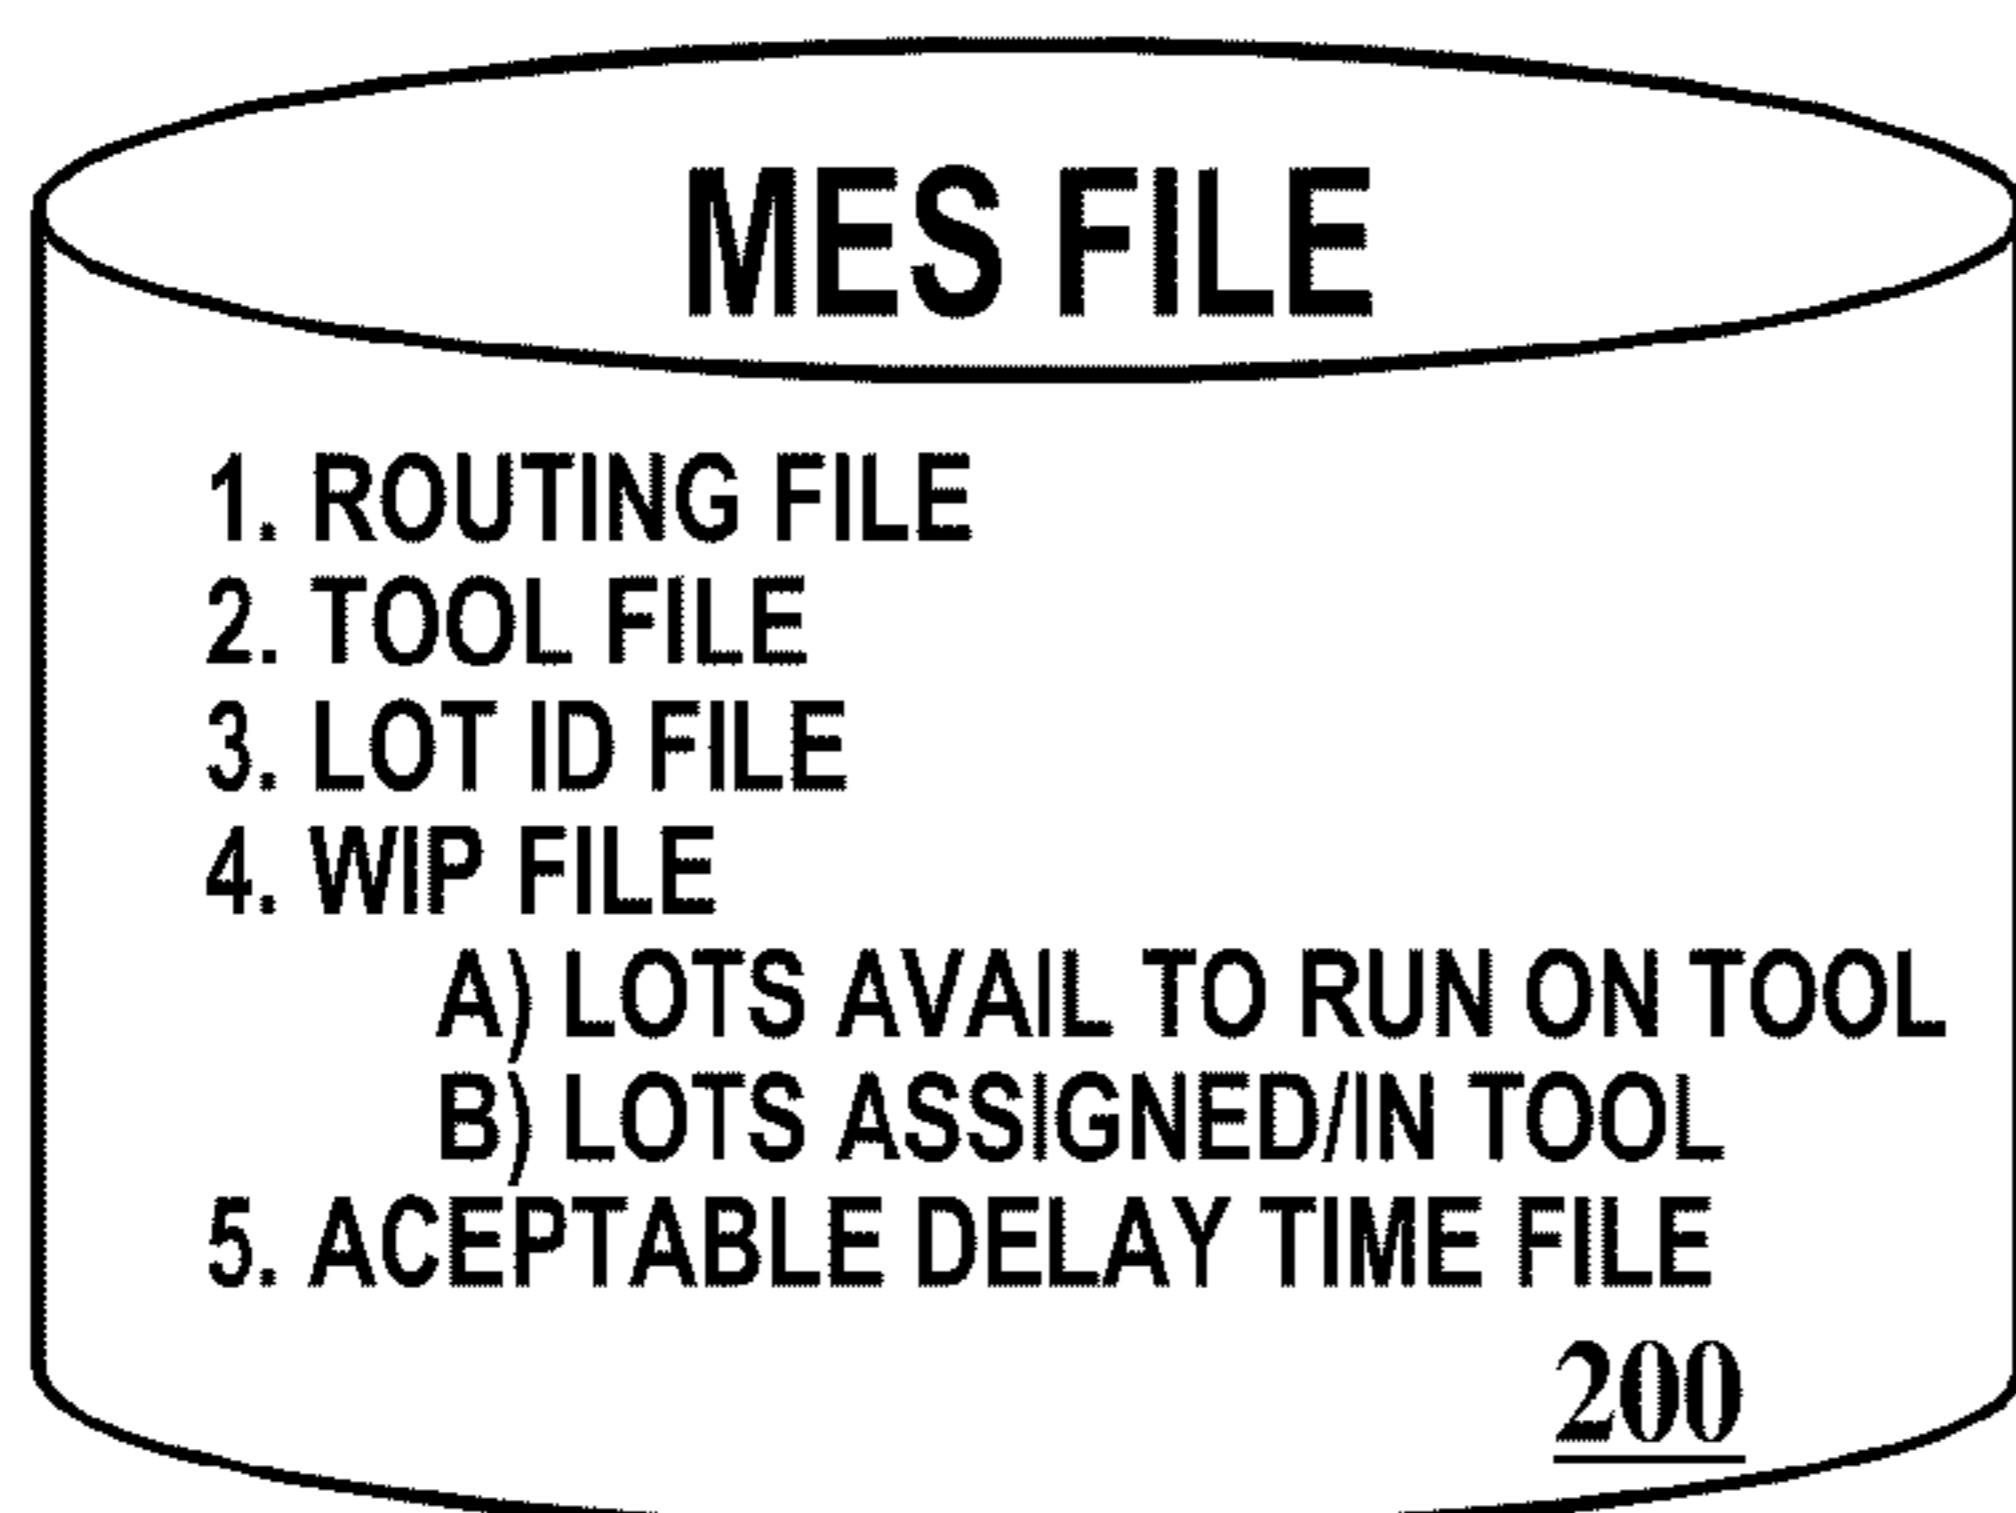 MES FILE
1. ROUTING FILE
2. TOOL FILE
3. LOT ID FILE
4. WIP FILE
A) LOTS AVAIL TO RUN ON TOOL
B) LOTS ASSIGNED/IN TOOL
5. ACEPTABLE DELAY TIME FILE
200